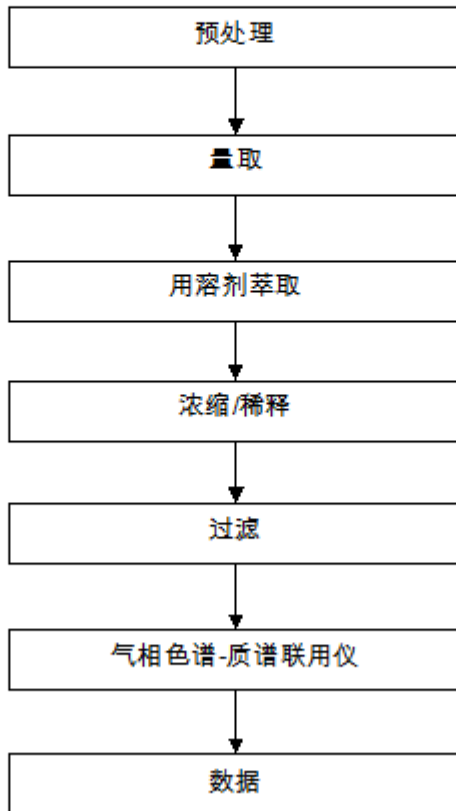 预处理
量取
用溶剂萃取
浓缩/稀释
过滤
气相色谱-质谱联用仪
数据